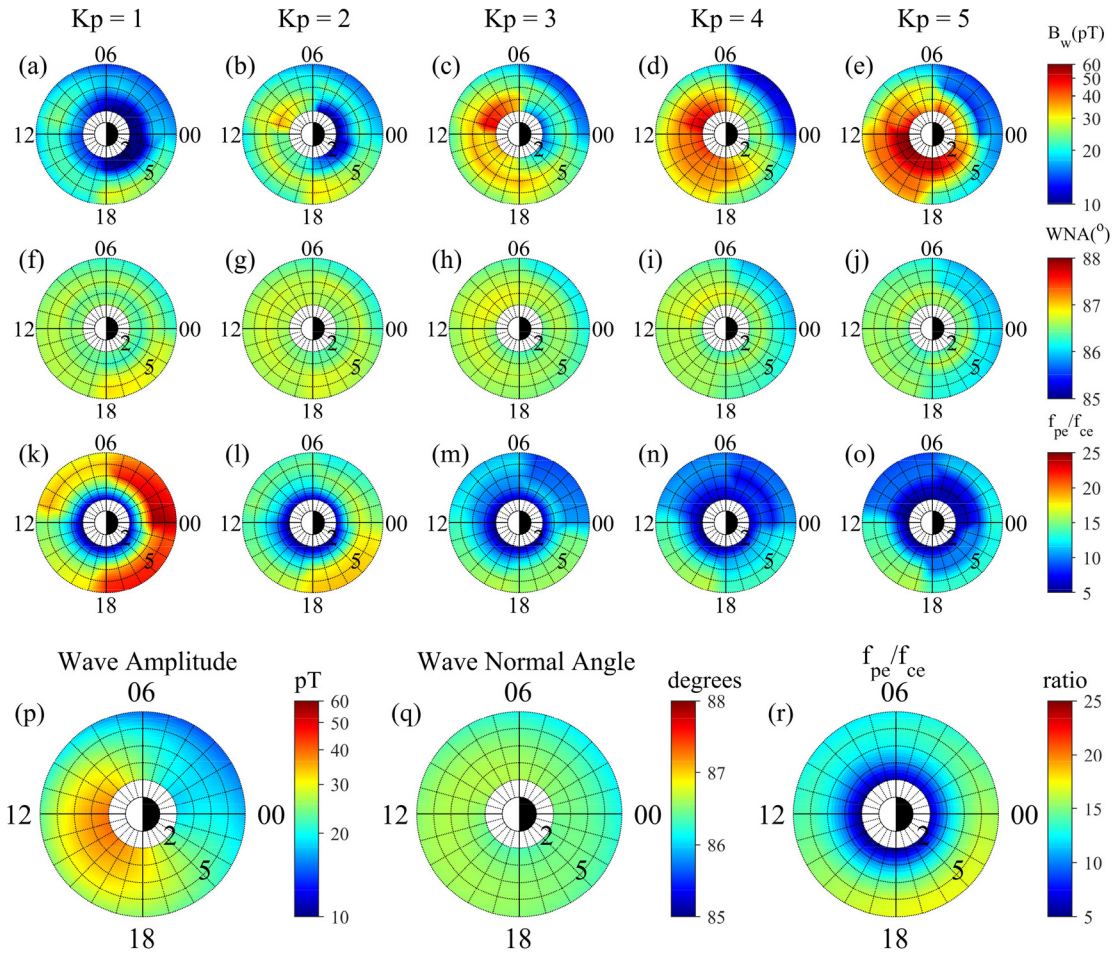 Kp = 1 Kp = 2 Kp = 3 Kp = 4 Kp = 5
B_w(pT)
(a) 06 (b) 06 (c) 06 (d) 06 (e) 06 60
50
40
30
12 00 12 00 12 00 12 00 12 00
2 2 2 2 2 20
5 5 5 5 5
18 18 18 18 18 10
WNA(°)
(f) 06 (g) 06 (h) 06 (i) 06 (j) 06 88
12 00 12 00 12 00 12 00 12 00 87
2 2 2 2 2
5 5 5 5 5 86
18 18 18 18 18 85
f_pe/f_ce
(k) 06 (l) 06 (m) 06 (n) 06 (o) 06 25
20
12 00 12 00 12 00 12 00 12 00 15
2 2 2 2 2
5 5 5 5 5 10
18 18 18 18 18 5
Wave Amplitude Wave Normal Angle f_pe/f_ce
pT degrees ratio
(p) 06 60 (q) 06 88 (r) 06 25
50
40 87 20
30
12 00 12 00 12 00 15
2 20 2 86 2
5 5 5 10
10 85 5
18 18 18